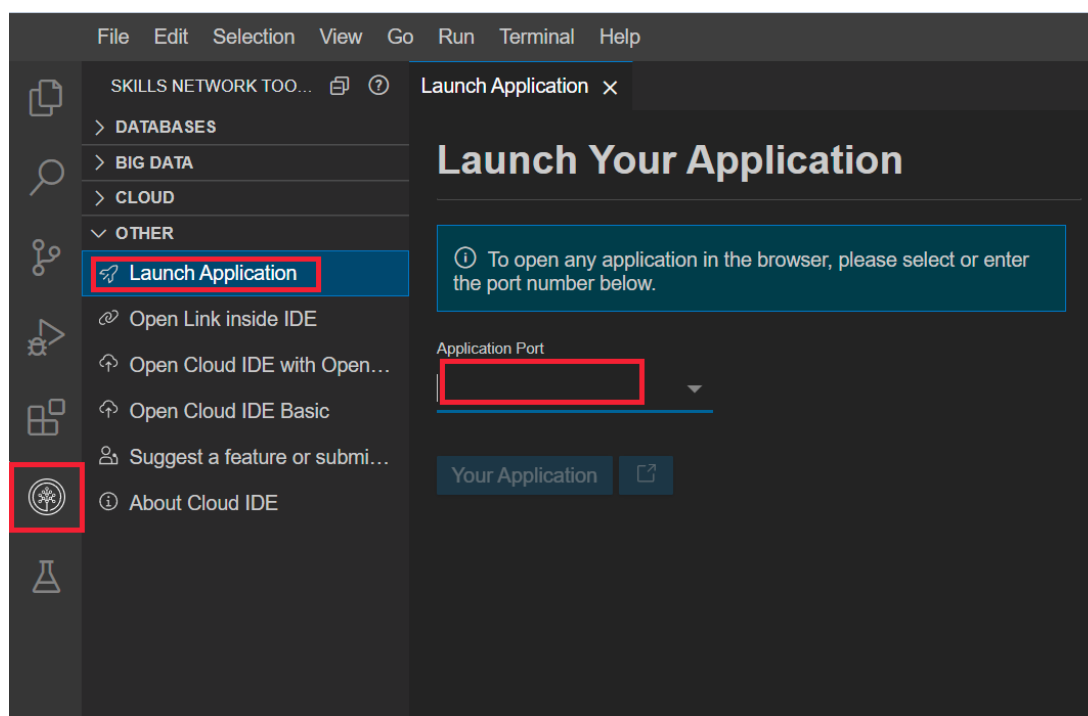 File Edit Selection View Go Run Terminal Help
SKILLS NETWORK TOO...
DATABASES
BIG DATA
CLOUD
OTHER
Launch Application
Open Link inside IDE
Open Cloud IDE with Open...
Open Cloud IDE Basic
Suggest a feature or submi...
About Cloud IDE
Launch Application
Launch Your Application
To open any application in the browser, please select or enter
the port number below.
Application Port
Your Application